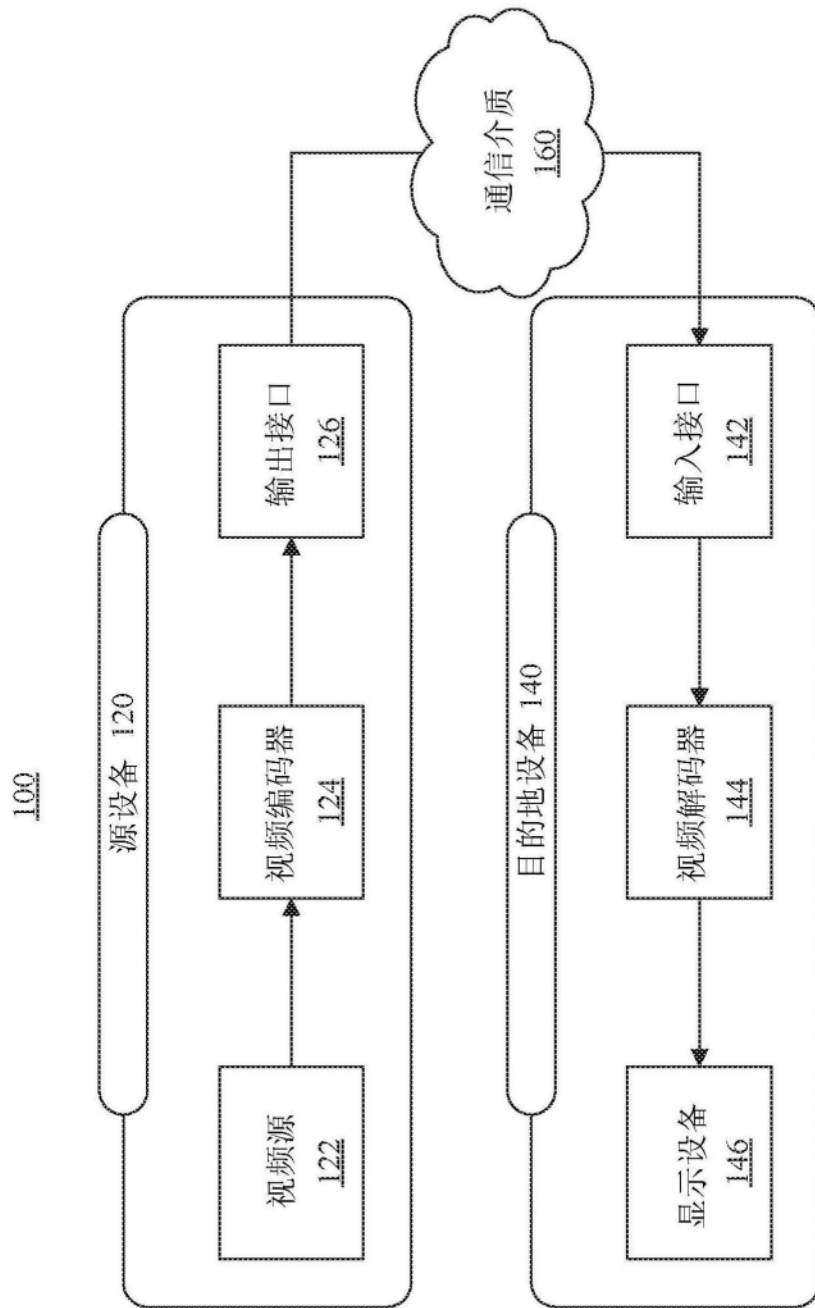 100
源设备 120
视频源
122
视频编码器
124
输出接口
126
通信介质
160
目的地设备 140
显示设备
146
视频解码器
144
输入接口
142